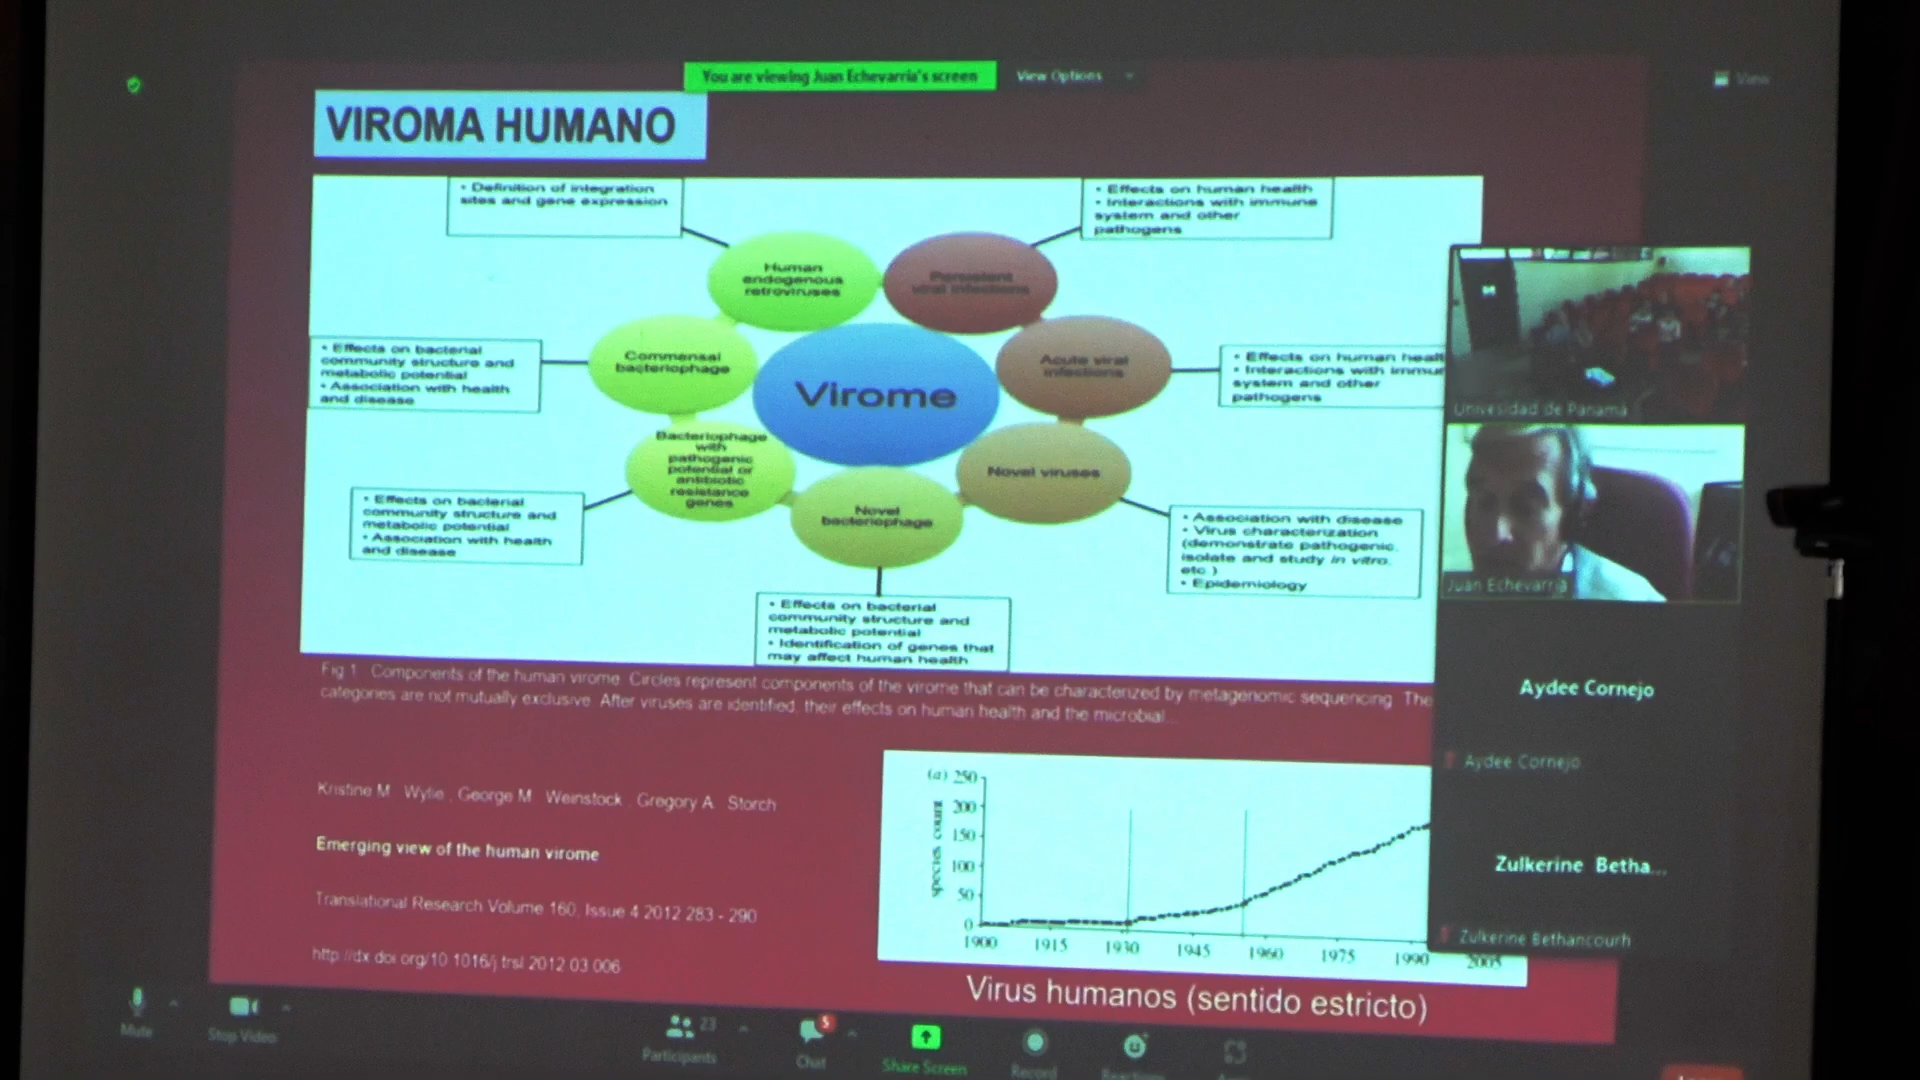 You are viewing Juan Echevarria's screen
View Options
View
VIROMA HUMANO
• Definition of integration
sites and gene expression
• Effects on human health
• Interactions with immune
system and other
pathogens
Human
endogenous
retroviruses
Persistent
viral infections
• Effects on bacterial
community structure and
metabolic potential
• Association with health
and disease
Commensal
bacteriophage
Virome
Acute viral
infections
• Effects on human healt
• Interactions with immu
system and other
pathogens
Bacteriophage
with
pathogenic
potential or
antibiotic
resistance
genes
Novel
bacteriophage
Novel viruses
• Effects on bacterial
community structure and
metabolic potential
• Association with health
and disease
• Association with disease
• Virus characterization
(demonstrate pathogenic,
isolate and study in vitro,
etc.)
• Epidemiology
• Effects on bacterial
community structure and
metabolic potential
• Identification of genes that
may affect human health
Fig 1 Components of the human virome. Circles represent components of the virome that can be characterized by metagenomic sequencing. The
categories are not mutually exclusive. After viruses are identified, their effects on human health and the microbial...
Kristine M. Wylie , George M. Weinstock , Gregory A. Storch
Emerging view of the human virome
Translational Research Volume 160, Issue 4 2012 283 - 290
http://dx.doi.org/10.1016/j.trsl.2012.03.006
(a) 250
200
150
100
50
0
species count
1900 1915 1930 1945 1960 1975 1990 2005
Virus humanos (sentido estricto)
Univesidad de Panamá
Juan Echevarria
Aydee Cornejo
Aydee Cornejo
Zulkerine Betha...
Zulkerine Bethancourh
Mute
Stop Video
23
Participants
5
Chat
Share Screen
Record
Reactions